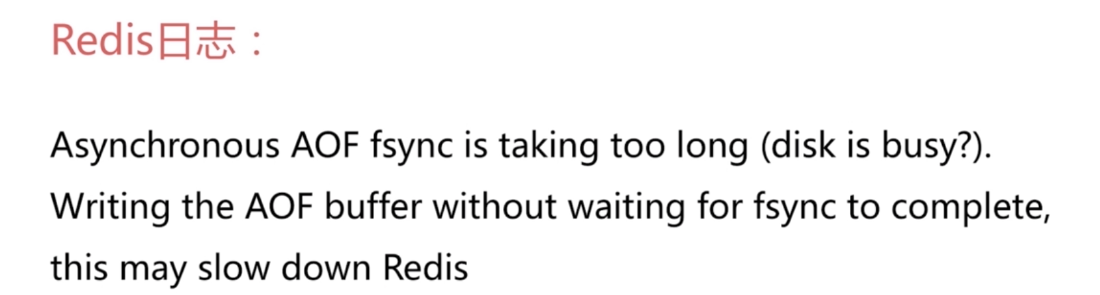 Redis日志：
Asynchronous AOF fsync is taking too long (disk is busy?).
Writing the AOF buffer without waiting for fsync to complete,
this may slow down Redis